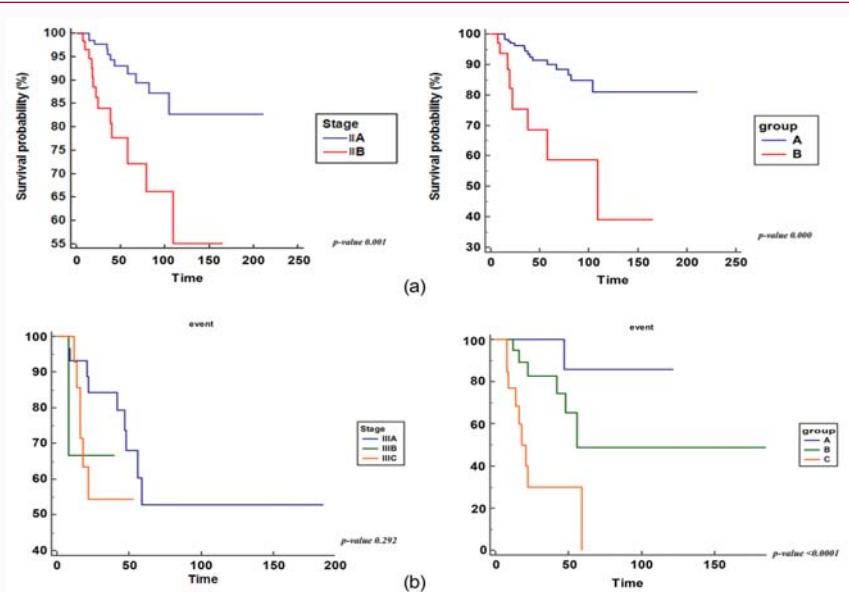 Survival probability (%)
100
95
90
85
80
75
70
65
60
55
0 50 100 150 200 250
Time
Stage
IIA
IIB
p-value 0.001
Survival probability (%)
100
90
80
70
60
50
40
30
0 50 100 150 200 250
Time
group
A
B
p-value 0.000
(a)
event
100
90
80
70
60
50
40
0 50 100 150 200
Time
Stage
IIIA
IIIB
IIIC
p-value 0.292
event
100
80
60
40
20
0
0 50 100 150
Time
group
A
B
C
p-value <0.0001
(b)